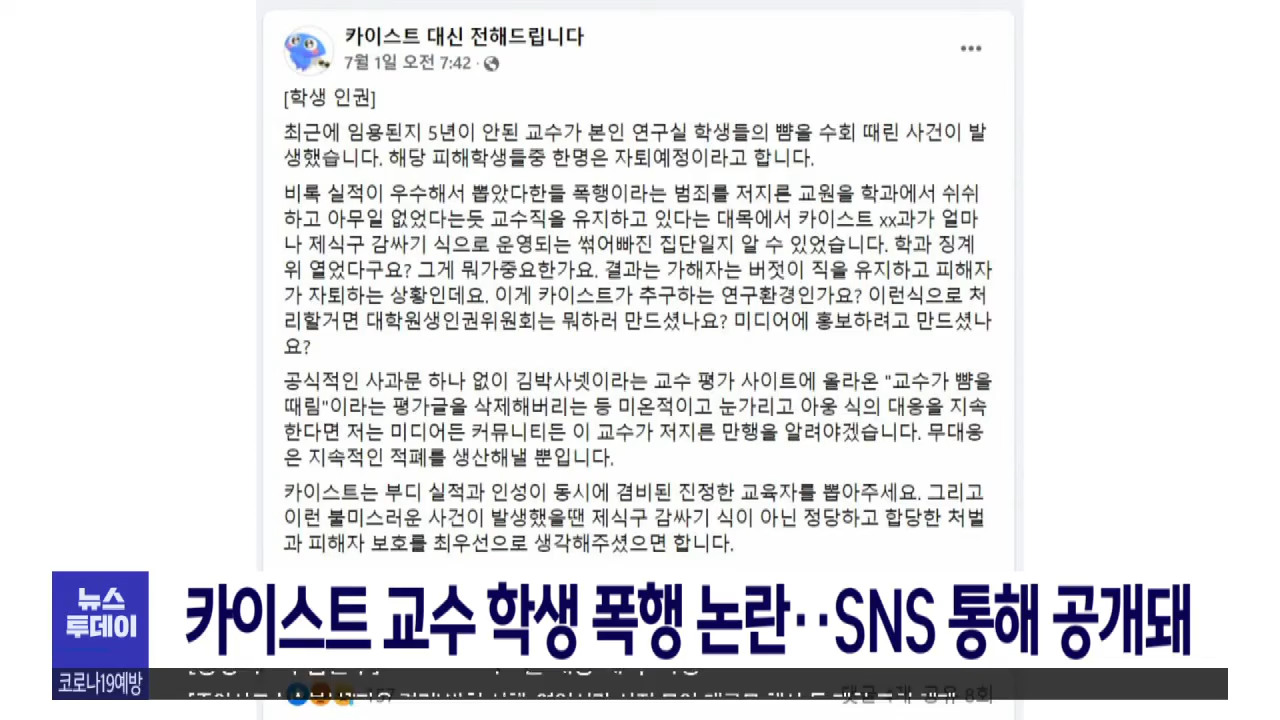 카이스트 대신 전해드립니다
7월 1일 오전 7:42 ·
[학생 인권]
최근에 임용된지 5년이 안된 교수가 본인 연구실 학생들의 뺨을 수회 때린 사건이 발
생했습니다. 해당 피해학생들중 한명은 자퇴예정이라고 합니다.
비록 실적이 우수해서 뽑았다한들 폭행이라는 범죄를 저지른 교원을 학과에서 쉬쉬
하고 아무일 없었다는듯 교수직을 유지하고 있다는 대목에서 카이스트 xx과가 얼마
나 제식구 감싸기 식으로 운영되는 썪어빠진 집단일지 알 수 있었습니다. 학과 징계
위 열었다구요? 그게 뭐가중요한가요. 결과는 가해자는 버젓이 직을 유지하고 피해자
가 자퇴하는 상황인데요. 이게 카이스트가 추구하는 연구환경인가요? 이런식으로 처
리할거면 대학원생인권위원회는 뭐하러 만드셨나요? 미디어에 홍보하려고 만드셨나
요?
공식적인 사과문 하나 없이 김박사넷이라는 교수 평가 사이트에 올라온 "교수가 뺨을
때림"이라는 평가글을 삭제해버리는 등 미온적이고 눈가리고 아웅 식의 대응을 지속
한다면 저는 미디어든 커뮤니티든 이 교수가 저지른 만행을 알려야겠습니다. 무대응
은 지속적인 적폐를 생산해낼 뿐입니다.
카이스트는 부디 실적과 인성이 동시에 겸비된 진정한 교육자를 뽑아주세요. 그리고
이런 불미스러운 사건이 발생했을땐 제식구 감싸기 식이 아닌 정당하고 합당한 처벌
과 피해자 보호를 최우선으로 생각해주셨으면 합니다.
뉴스
투데이
카이스트 교수 학생 폭행 논란··SNS 통해 공개돼
코로나19예방
157 댓글 공유 8회